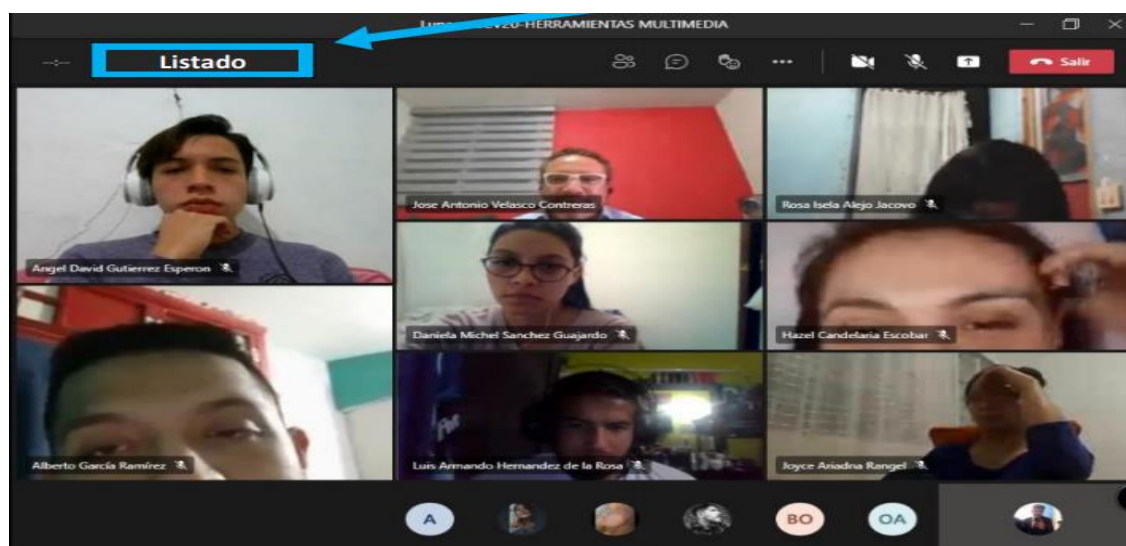 HERRAMIENTAS MULTIMEDIA
Listado
Salir
Angel David Gutierrez Esperon
Jose Antonio Velasco Contreras
Rosa Isela Alejo Jacovo
Daniela Michel Sanchez Guajardo
Hazel Candelaria Escobar
Alberto García Ramírez
Luis Armando Hernandez de la Rosa
Joyce Ariadna Rangel
A
BO
OA